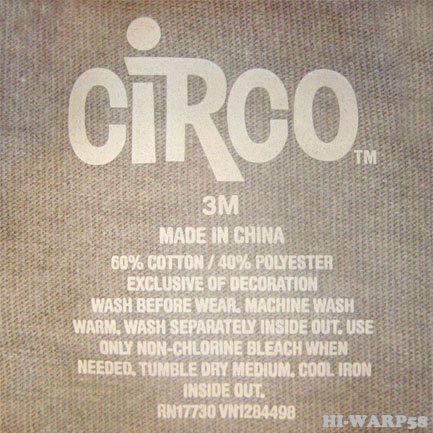 CiRCO TM
3M
MADE IN CHINA
60% COTTON / 40% POLYESTER
EXCLUSIVE OF DECORATION
WASH BEFORE WEAR. MACHINE WASH
WARM, WASH SEPARATELY INSIDE OUT. USE
ONLY NON-CHLORINE BLEACH WHEN
NEEDED, TUMBLE DRY MEDIUM, COOL IRON
INSIDE OUT.
RN17730 VN1284498
HI-WARP58